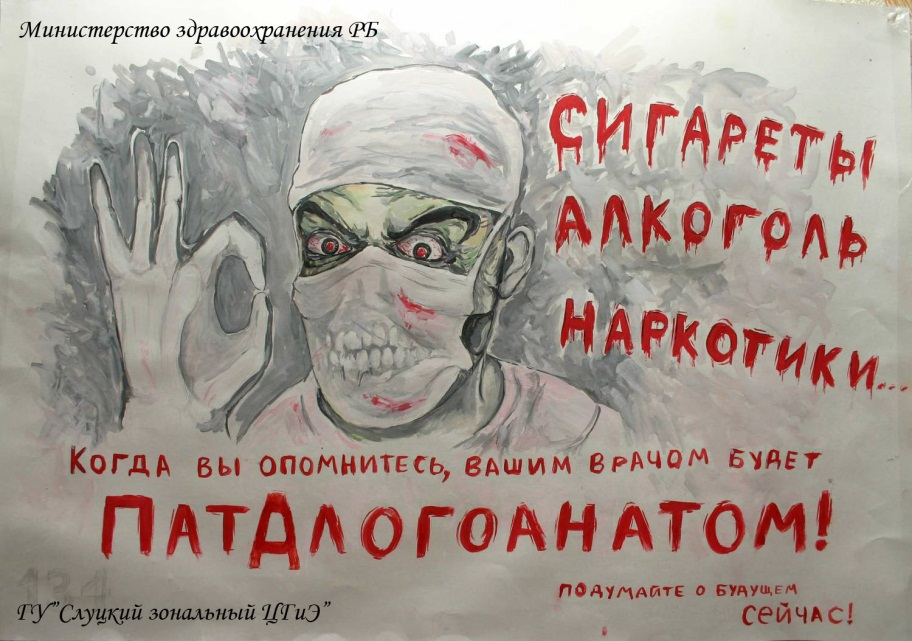 Министерство здравоохранения РБ
СИГАРЕТЫ
АЛКОГОЛЬ
НАРКОТИКИ...
КОГДА ВЫ ОПОМНИТЕСЬ, ВАШИМ ВРАЧОМ БУДЕТ
ПАТАЛОГОАНАТОМ!
134
ПОДУМАЙТЕ О БУДУЩЕМ
СЕЙЧАС!
ГУ"Слуцкий зональный ЦГиЭ"